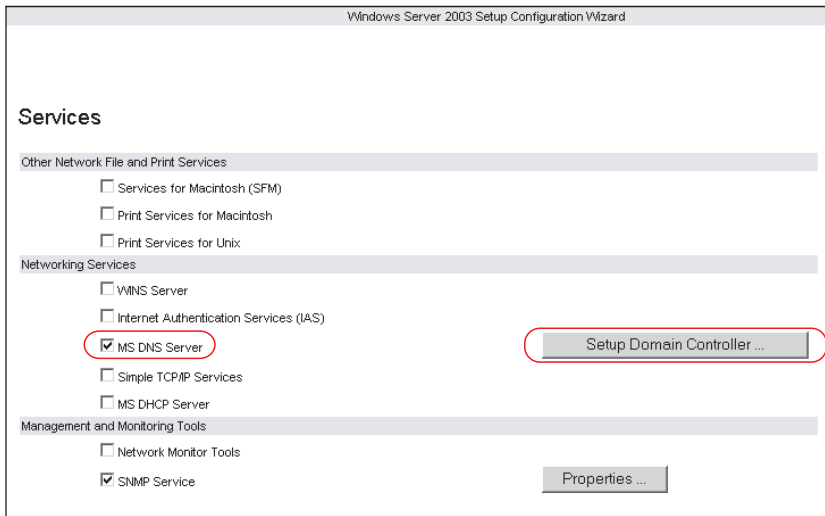 Windows Server 2003 Setup Configuration Wizard
Services
Other Network File and Print Services
Services for Macintosh (SFM)
Print Services for Macintosh
Print Services for Unix
Networking Services
WINS Server
Internet Authentication Services (IAS)
MS DNS Server
Setup Domain Controller ...
Simple TCP/IP Services
MS DHCP Server
Management and Monitoring Tools
Network Monitor Tools
SNMP Service
Properties ...